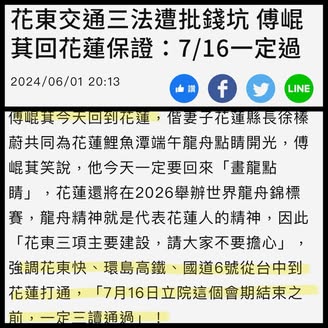 花東交通三法遭批錢坑 傅崐
萁回花蓮保證：7/16一定過
2024/06/01 20:13
讚
LINE
傅崐萁今天回到花蓮，偕妻子花蓮縣長徐榛
蔚共同為花蓮鯉魚潭端午龍舟點睛開光，傅
崐萁笑說，他今天一定要回來「畫龍點
睛」，花蓮還將在2026舉辦世界龍舟錦標
賽，龍舟精神就是代表花蓮人的精神，因此
「花東三項主要建設，請大家不要擔心」，
強調花東快、環島高鐵、國道6號從台中到
花蓮打通，「7月16日立院這個會期結束之
前，一定三讀通過」！